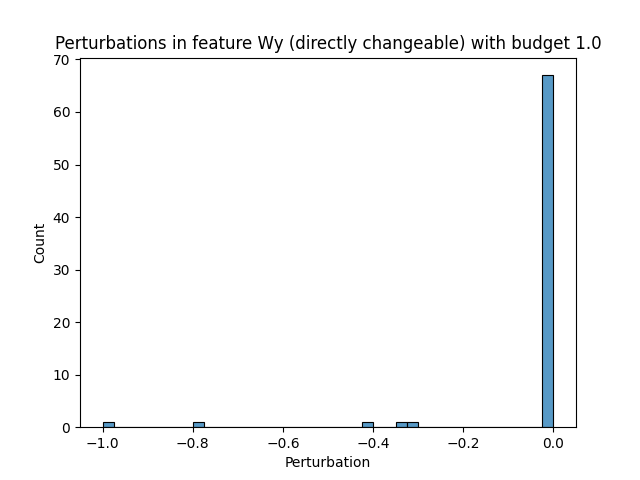 Perturbations in feature Wy (directly changeable) with budget 1.0
70
60
50
40
30
20
10
0
Count
−1.0 −0.8 −0.6 −0.4 −0.2 0.0
Perturbation